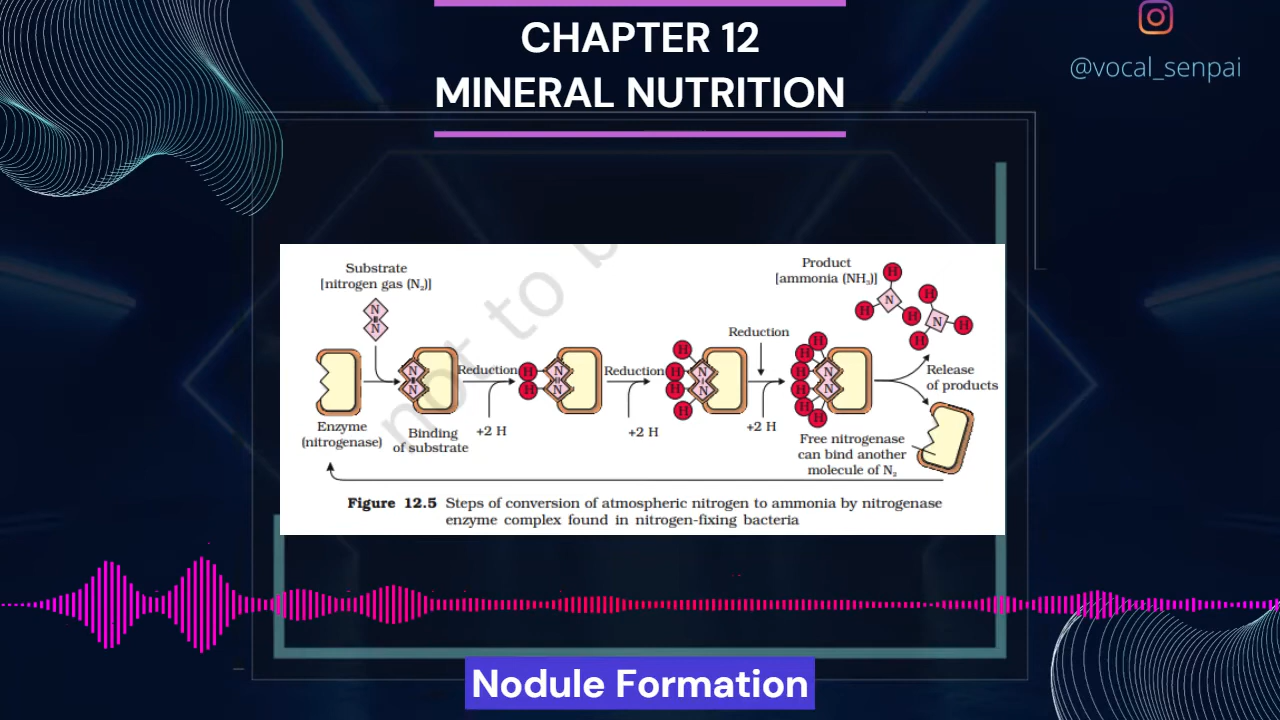 CHAPTER 12
MINERAL NUTRITION
@vocal_senpai
not to b
Substrate
[nitrogen gas (N₂)]
N
N
Product
[ammonia (NH₃)]
H
H
N
H
H
N
H
H
Enzyme
(nitrogenase)
N
N
Binding
of substrate
Reduction
+2 H
H
H
N
N
Reduction
+2 H
H
H
H
H
N
N
Reduction
+2 H
H
H
H
H
H
H
N
N
Release
of products
Free nitrogenase
can bind another
molecule of N₂
Figure 12.5 Steps of conversion of atmospheric nitrogen to ammonia by nitrogenase
enzyme complex found in nitrogen-fixing bacteria
Nodule Formation